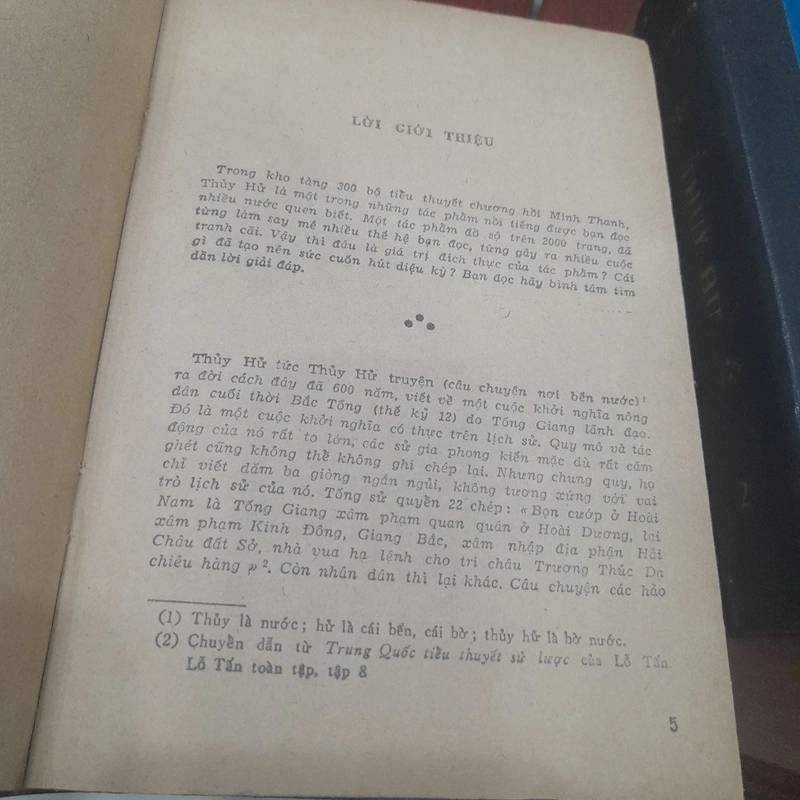 LỜI GIỚI THIỆU
Trong kho tàng 300 bộ tiểu thuyết chương hồi Minh Thanh,
Thủy Hử là một trong những tác phẩm nổi tiếng được bạn đọc
nhiều nước quen biết. Một tác phẩm đồ sộ trên 2000 trang, đã
từng làm say mê nhiều thế hệ bạn đọc, từng gây ra nhiều cuộc
tranh cãi. Vậy thì đâu là giá trị đích thực của tác phẩm? Cái
gì đã tạo nên sức cuốn hút diệu kỳ? Bạn đọc hãy bình tâm tìm
dần lời giải đáp.
Thủy Hử tức Thủy Hử truyện (câu chuyện nơi bến nước)¹
ra đời cách đây đã 600 năm, viết về một cuộc khởi nghĩa nông
dân cuối thời Bắc Tống (thế kỷ 12) do Tống Giang lãnh đạo.
Đó là một cuộc khởi nghĩa có thực trên lịch sử. Quy mô và tác
động của nó rất to lớn, các sử gia phong kiến mặc dù rất căm
ghét cũng không thể không ghi chép lại. Nhưng chung quy, họ
chỉ viết dăm ba giòng ngắn ngủi, không tương xứng với vai
trò lịch sử của nó. Tống sử quyển 22 chép: « Bọn cướp ở Hoài
Nam là Tống Giang xâm phạm quan quân ở Hoài Dương, lại
xâm phạm Kinh Đông, Giang Bắc, xâm nhập địa phận Hải
Châu đất Sở, nhà vua hạ lệnh cho tri châu Trương Thúc Dạ
chiêu hàng » ². Còn nhân dân thì lại khác. Câu chuyện các hảo
(1) Thủy là nước; hử là cái bến, cái bờ; thủy hử là bờ nước.
(2) Chuyển dẫn từ Trung Quốc tiểu thuyết sử lược của Lỗ Tấn.
Lỗ Tấn toàn tập, tập 8
5
THỦY HỬ
2